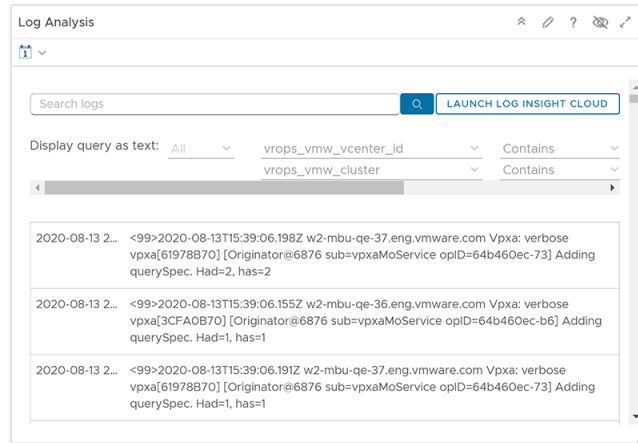 Log Analysis
?
1
Search logs
LAUNCH LOG INSIGHT CLOUD
Display query as text: All vrops_vmw_vcenter_id Contains
vrops_vmw_cluster Contains
2020-08-13 2... <99>2020-08-13T15:39:06.198Z w2-mbu-qe-37.eng.vmware.com Vpxa: verbose
vpxa[61978B70] [Originator@6876 sub=vpxaMoService opID=64b460ec-73] Adding
querySpec. Had=2, has=2
2020-08-13 2... <99>2020-08-13T15:39:06.155Z w2-mbu-qe-36.eng.vmware.com Vpxa: verbose
vpxa[3CFA0B70] [Originator@6876 sub=vpxaMoService opID=64b460ec-b6] Adding
querySpec. Had=1, has=1
2020-08-13 2... <99>2020-08-13T15:39:06.191Z w2-mbu-qe-37.eng.vmware.com Vpxa: verbose
vpxa[61978B70] [Originator@6876 sub=vpxaMoService opID=64b460ec-73] Adding
querySpec. Had=1, has=1